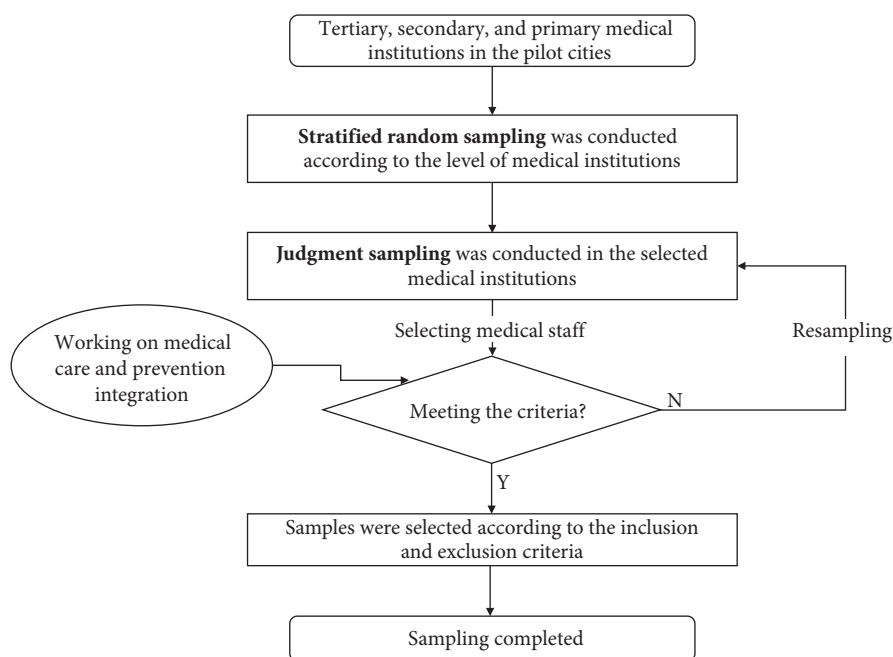 Tertiary, secondary, and primary medical
institutions in the pilot cities
Stratified random sampling was conducted
according to the level of medical institutions
Judgment sampling was conducted in the selected
medical institutions
Selecting medical staff
Resampling
Working on medical
care and prevention
integration
Meeting the criteria?
N
Y
Samples were selected according to the inclusion
and exclusion criteria
Sampling completed